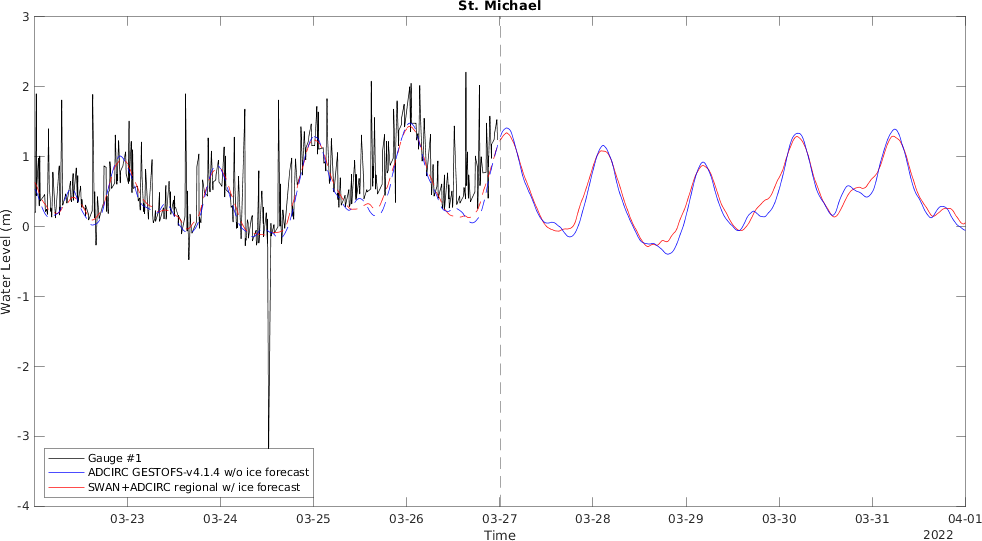 St. Michael
3
2
1
0
-1
-2
-3
-4
Water Level (m)
Gauge #1
ADCIRC GESTOFS-v4.1.4 w/o ice forecast
SWAN+ADCIRC regional w/ ice forecast
03-23 03-24 03-25 03-26 03-27 03-28 03-29 03-30 03-31 04-01
Time
2022